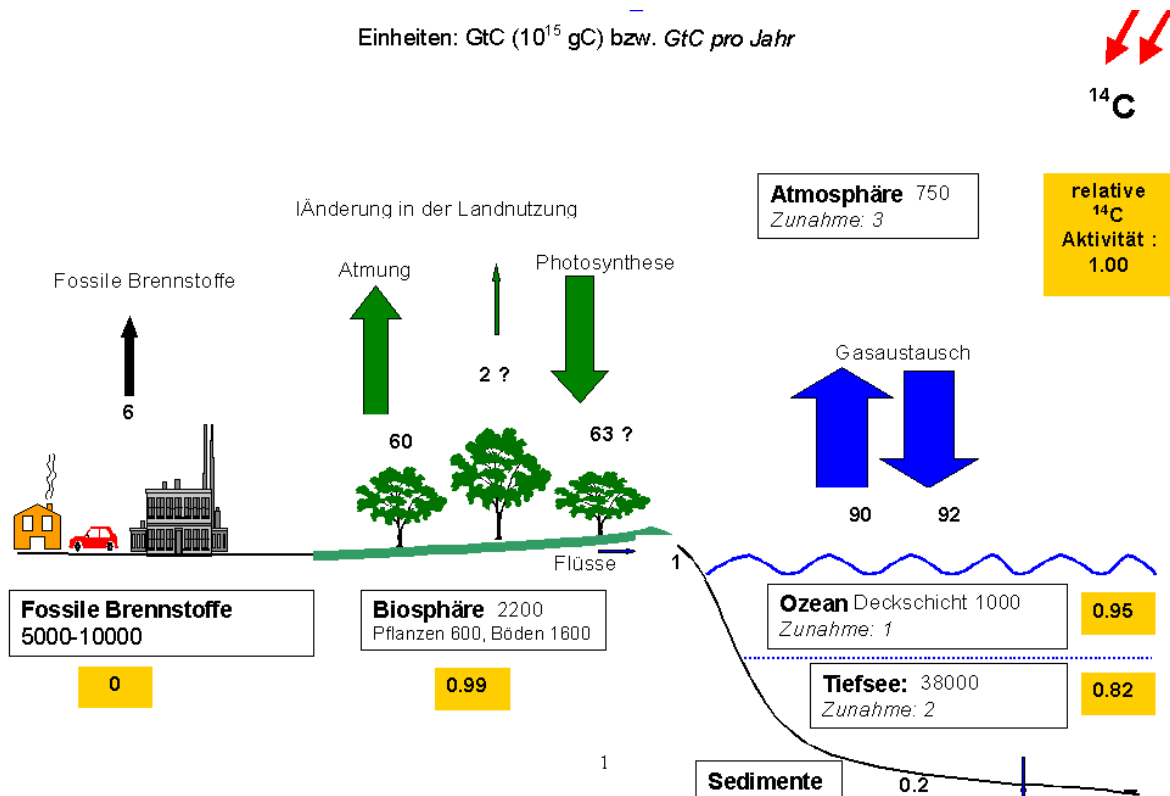 Einheiten: GtC (10¹⁵ gC) bzw. GtC pro Jahr
¹⁴C
relative
¹⁴C
Aktivität :
1.00
Atmosphäre 750
Zunahme: 3
lÄnderung in der Landnutzung
Fossile Brennstoffe
Atmung
Photosynthese
Gasaustausch
6
2 ?
60
63 ?
90
92
Flüsse
1
Fossile Brennstoffe
5000-10000
0
Biosphäre 2200
Pflanzen 600, Böden 1600
0.99
Ozean Deckschicht 1000
Zunahme: 1
0.95
Tiefsee: 38000
Zunahme: 2
0.82
1
Sedimente
0.2